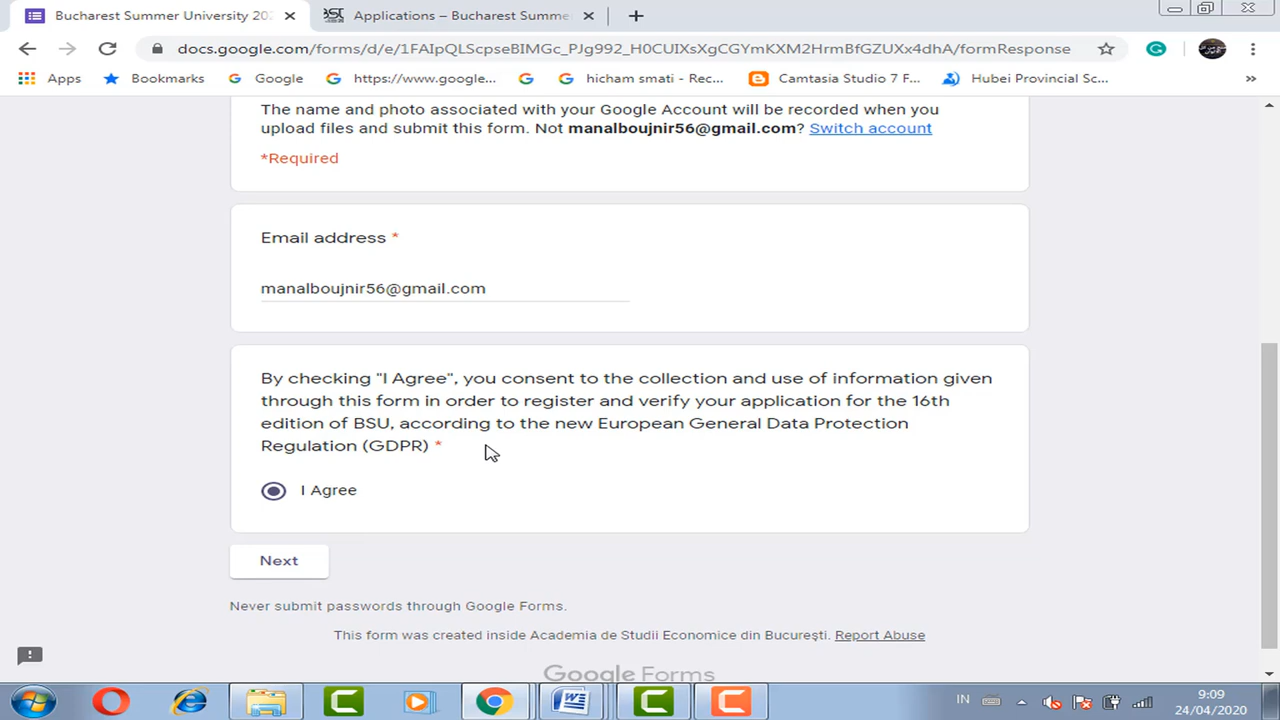 Bucharest Summer University 202
Applications – Bucharest Summe
docs.google.com/forms/d/e/1FAIpQLScpseBIMGc_PJg992_H0CUIXsXgCGYmKXM2HrmBfGZUXx4dhA/formResponse
Apps
Bookmarks
Google
https://www.google...
hicham smati - Rec...
Camtasia Studio 7 F...
Hubei Provincial Sc...
»
The name and photo associated with your Google Account will be recorded when you
upload files and submit this form. Not manalboujnir56@gmail.com? Switch account
*Required
Email address *
manalboujnir56@gmail.com
By checking "I Agree", you consent to the collection and use of information given
through this form in order to register and verify your application for the 16th
edition of BSU, according to the new European General Data Protection
Regulation (GDPR) *
I Agree
Next
Never submit passwords through Google Forms.
This form was created inside Academia de Studii Economice din București. Report Abuse
Google Forms
IN
9:09
24/04/2020